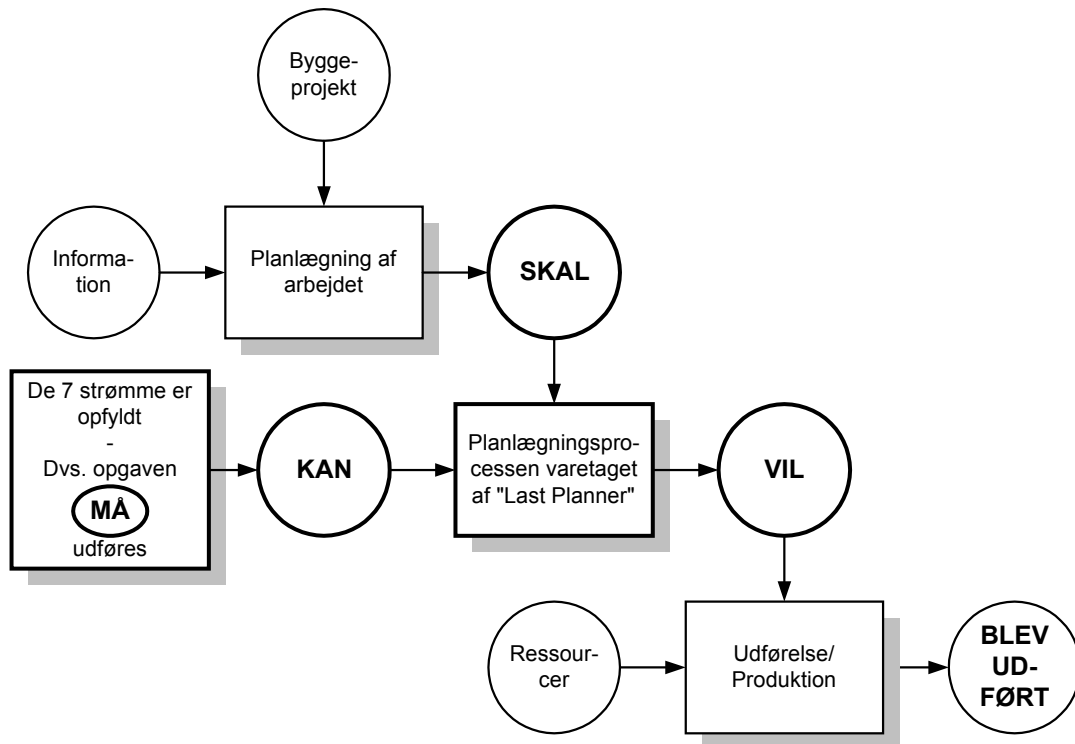 Bygge-
projekt
Informa-
tion
Planlægning af
arbejdet
SKAL
De 7 strømme er
opfyldt
-
Dvs. opgaven
MÅ
udføres
KAN
Planlægningspro-
cessen varetaget
af "Last Planner"
VIL
Ressour-
cer
Udførelse/
Produktion
BLEV
UD-
FØRT